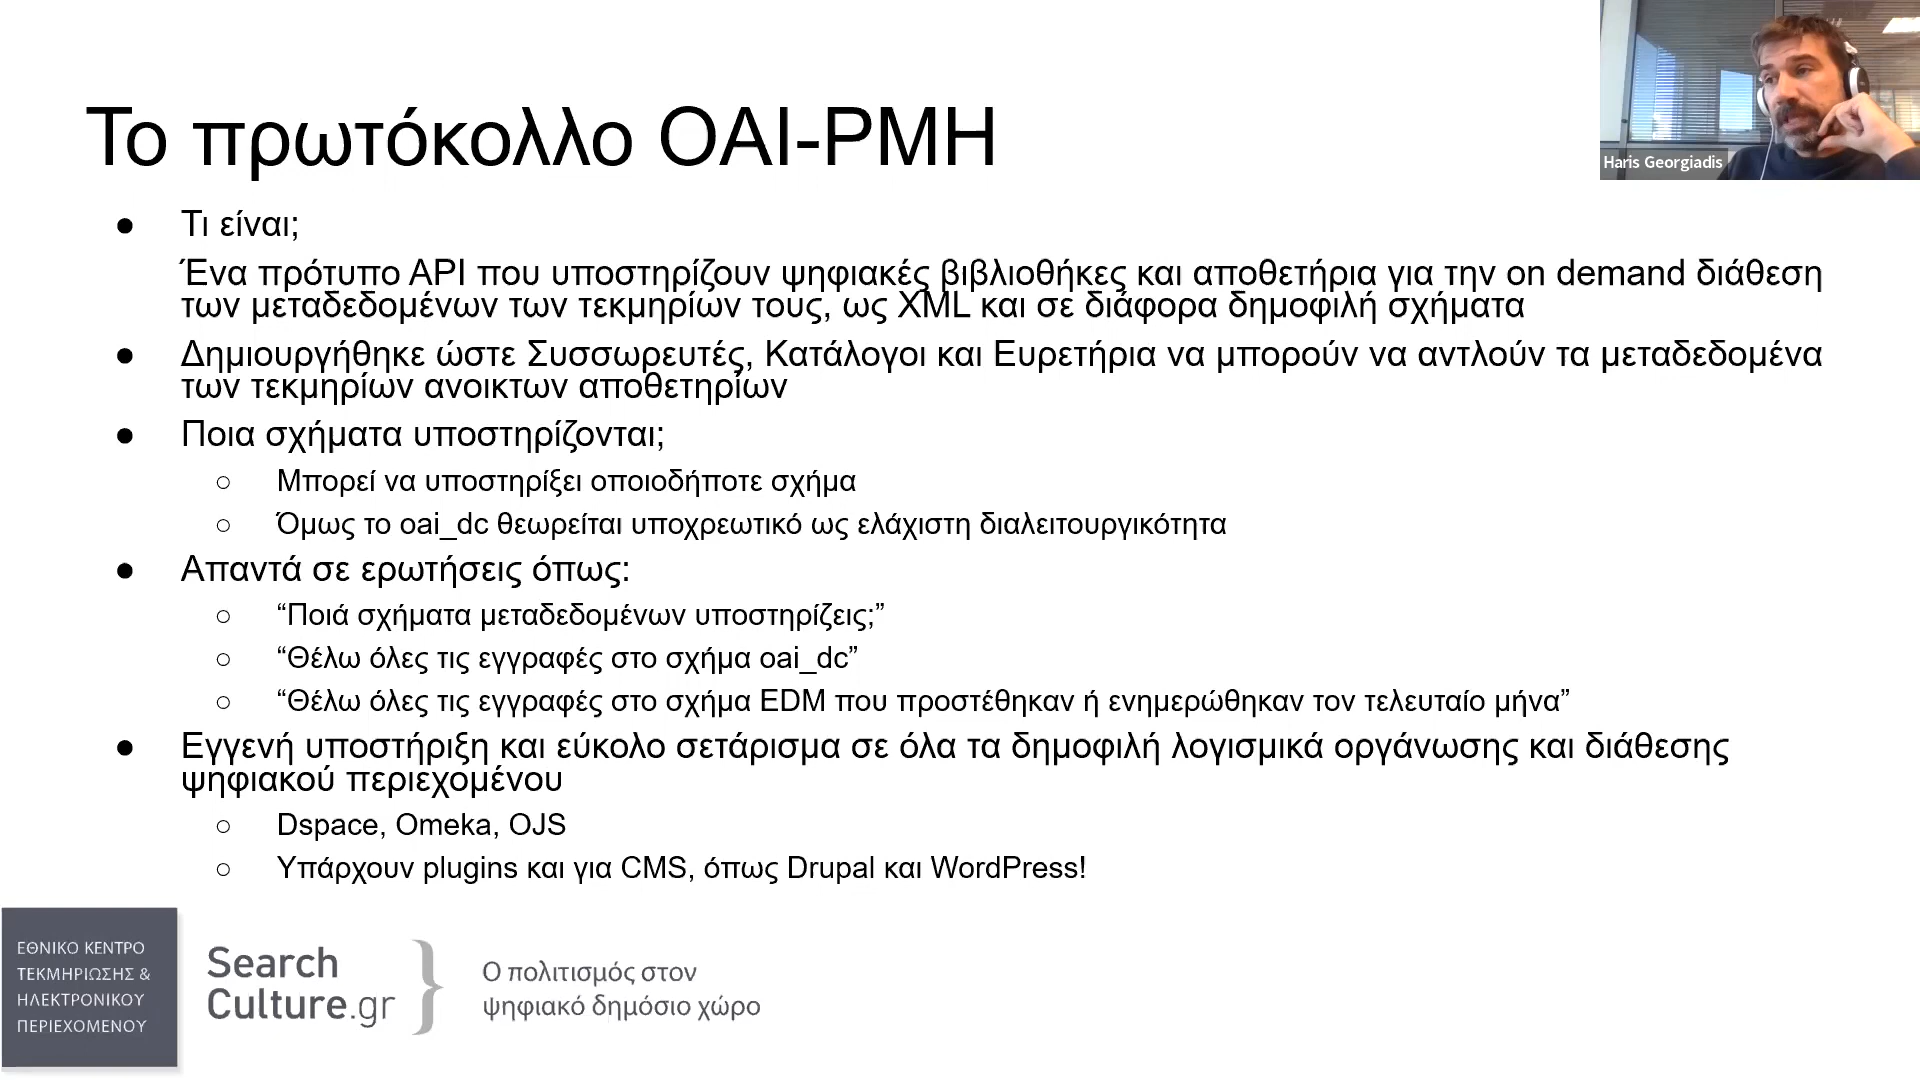 Το πρωτόκολλο OAI-PMH
Haris Georgiadis
● Τι είναι;
Ένα πρότυπο API που υποστηρίζουν ψηφιακές βιβλιοθήκες και αποθετήρια για την on demand διάθεση
των μεταδεδομένων των τεκμηρίων τους, ως XML και σε διάφορα δημοφιλή σχήματα
● Δημιουργήθηκε ώστε Συσσωρευτές, Κατάλογοι και Ευρετήρια να μπορούν να αντλούν τα μεταδεδομένα
των τεκμηρίων ανοικτων αποθετηρίων
● Ποια σχήματα υποστηρίζονται;
○ Μπορεί να υποστηρίξει οποιοδήποτε σχήμα
○ Όμως το oai_dc θεωρείται υποχρεωτικό ως ελάχιστη διαλειτουργικότητα
● Απαντά σε ερωτήσεις όπως:
○ “Ποιά σχήματα μεταδεδομένων υποστηρίζεις;”
○ “Θέλω όλες τις εγγραφές στο σχήμα oai_dc”
○ “Θέλω όλες τις εγγραφές στο σχήμα EDM που προστέθηκαν ή ενημερώθηκαν τον τελευταίο μήνα”
● Εγγενή υποστήριξη και εύκολο σετάρισμα σε όλα τα δημοφιλή λογισμικά οργάνωσης και διάθεσης
ψηφιακού περιεχομένου
○ Dspace, Omeka, OJS
○ Υπάρχουν plugins και για CMS, όπως Drupal και WordPress!
ΕΘΝΙΚΟ ΚΕΝΤΡΟ
ΤΕΚΜΗΡΙΩΣΗΣ &
ΗΛΕΚΤΡΟΝΙΚΟΥ
ΠΕΡΙΕΧΟΜΕΝΟΥ
Search
Culture.gr
Ο πολιτισμός στον
ψηφιακό δημόσιο χώρο